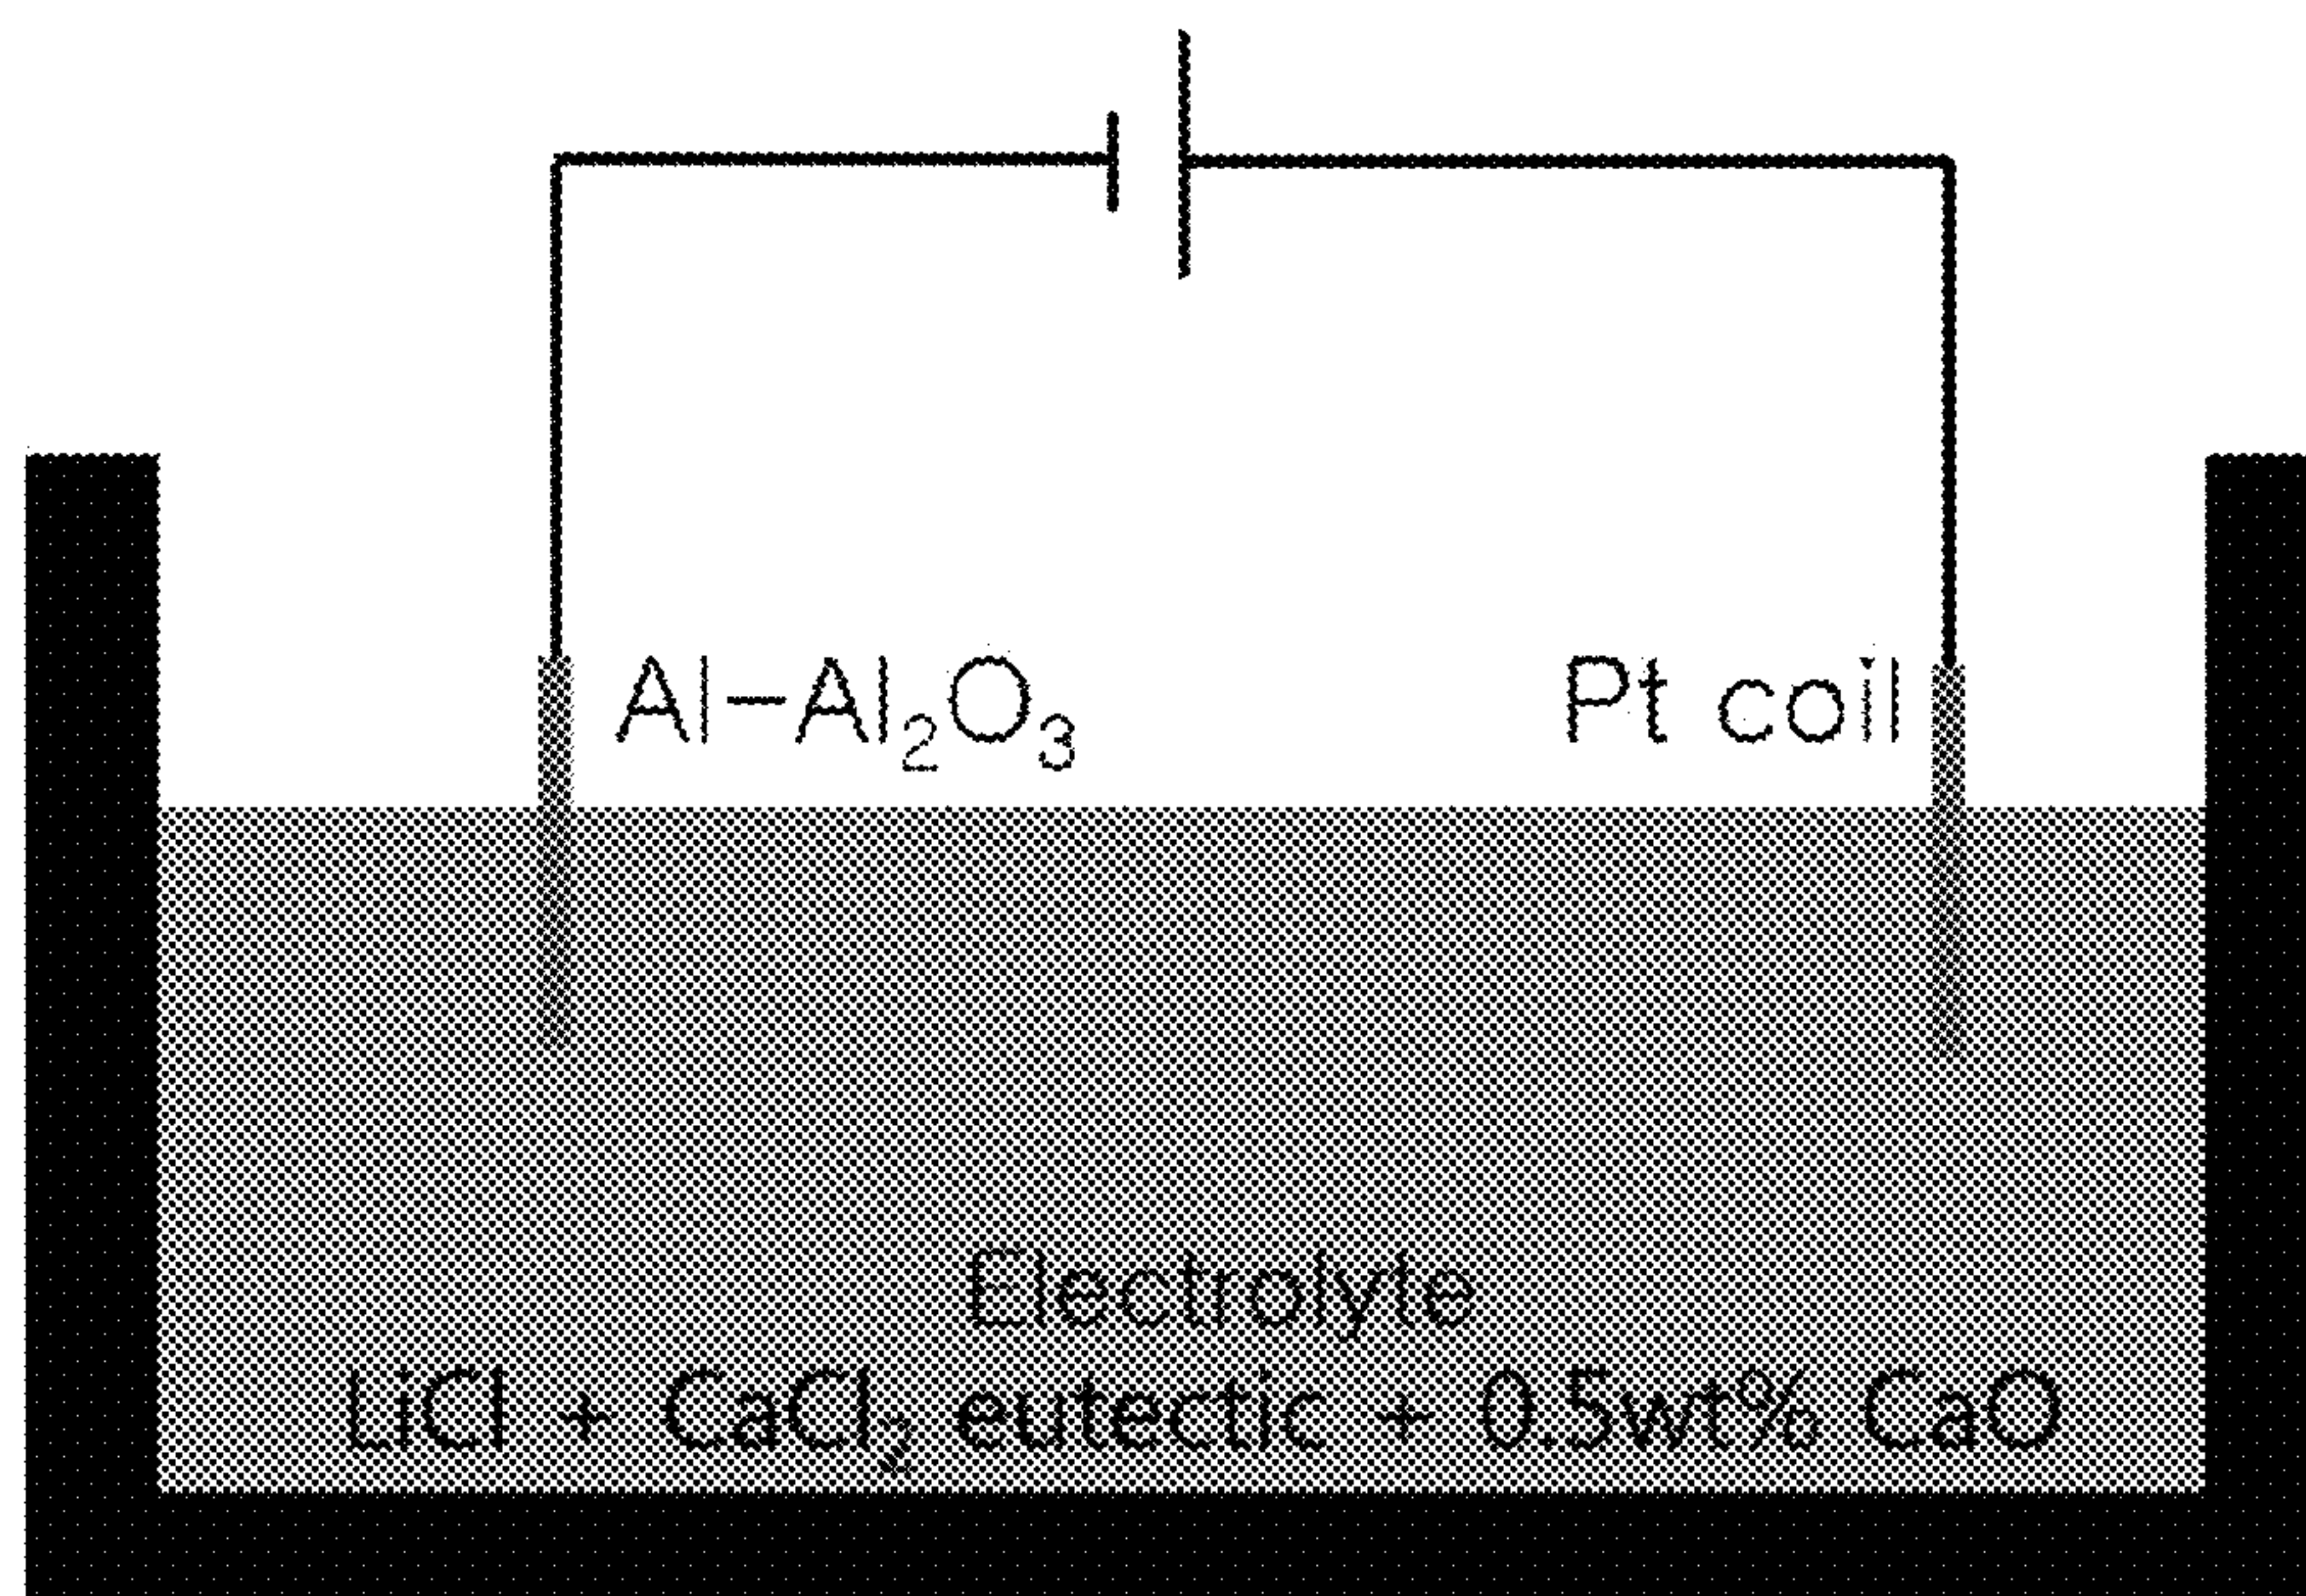 Al-Al₂O₃
Pt coil
Electrolyte
LiCl + CaCl₂ eutectic + 0.5wt% CaO